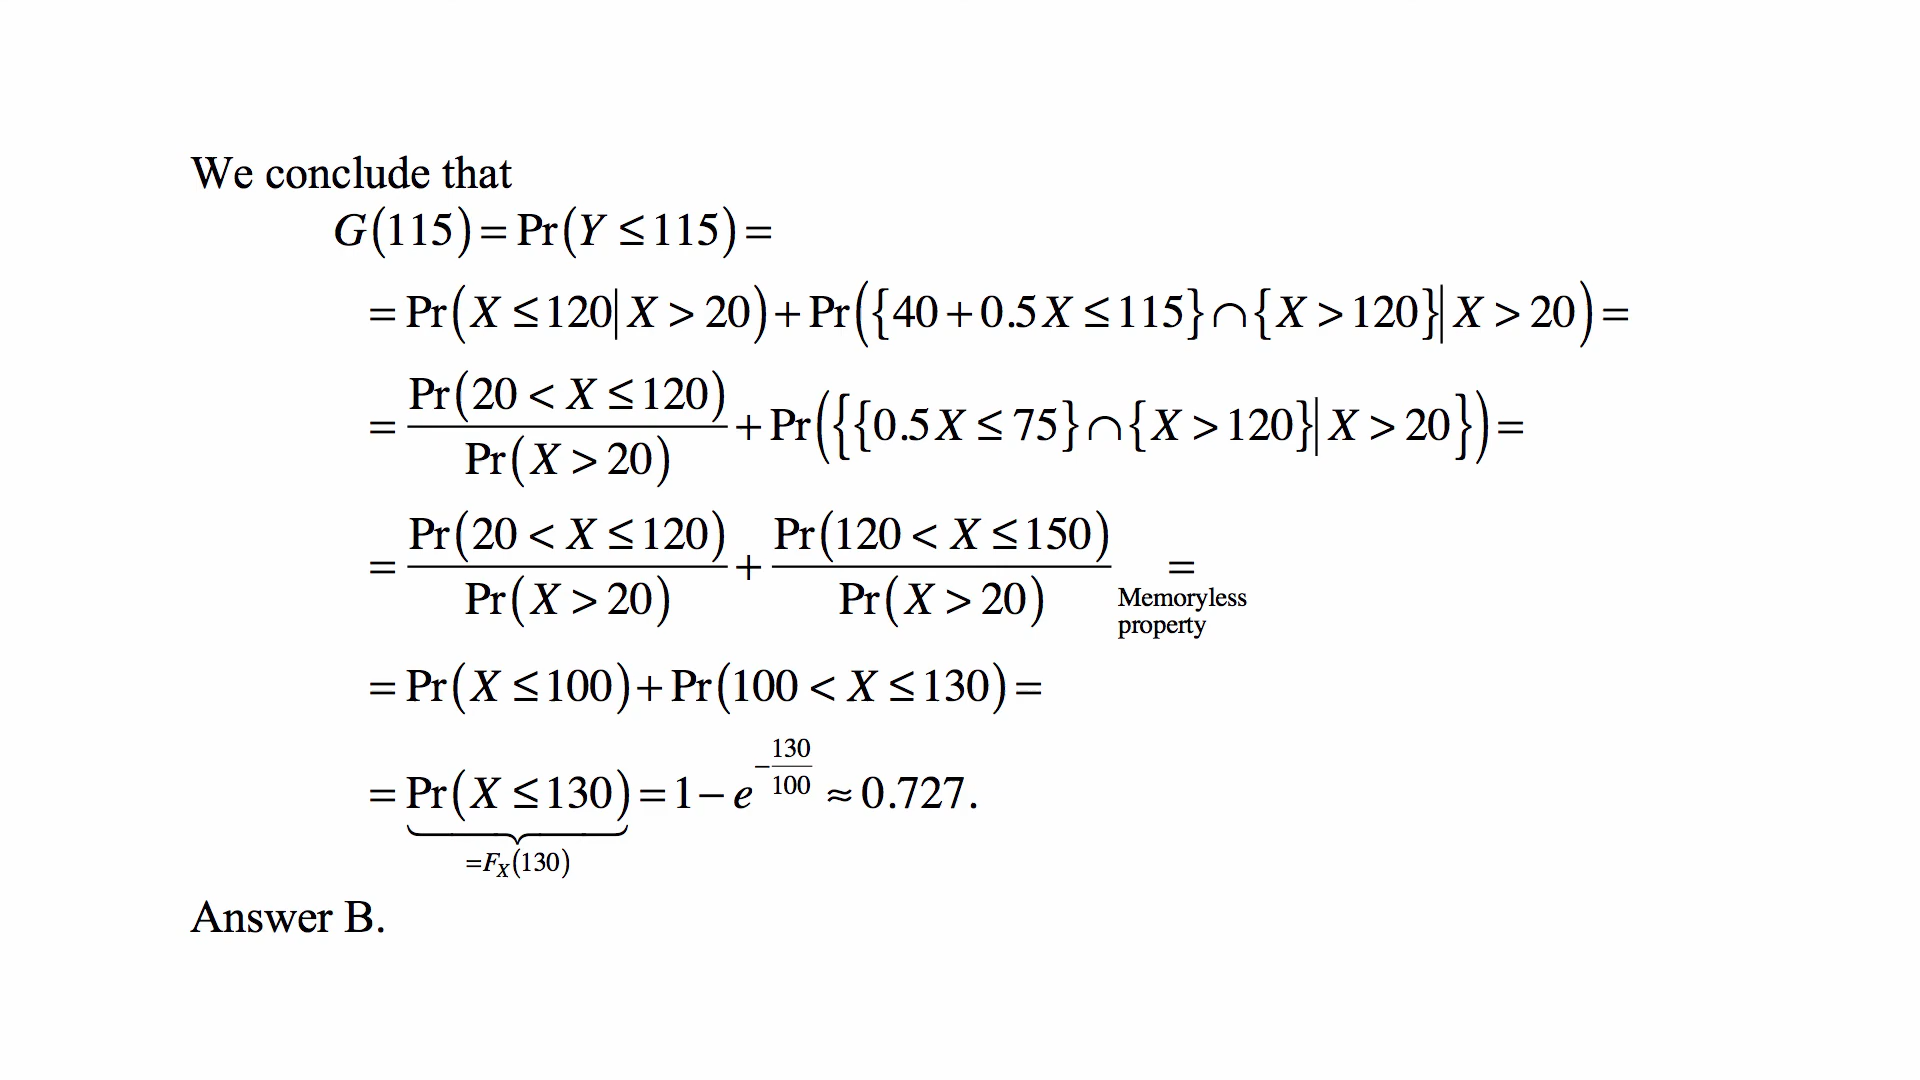 We conclude that
G(115) = Pr(Y ≤ 115) =
= Pr(X ≤ 120| X > 20) + Pr({40 + 0.5X ≤ 115} ∩ {X > 120}| X > 20) =
= Pr(20 < X ≤ 120) / Pr(X > 20) + Pr({{0.5X ≤ 75} ∩ {X > 120}| X > 20}) =
= Pr(20 < X ≤ 120) / Pr(X > 20) + Pr(120 < X ≤ 150) / Pr(X > 20) =
Memoryless
property
= Pr(X ≤ 100) + Pr(100 < X ≤ 130) =
= Pr(X ≤ 130) = 1 − e^(−130/100) ≈ 0.727.
=F_X(130)
Answer B.